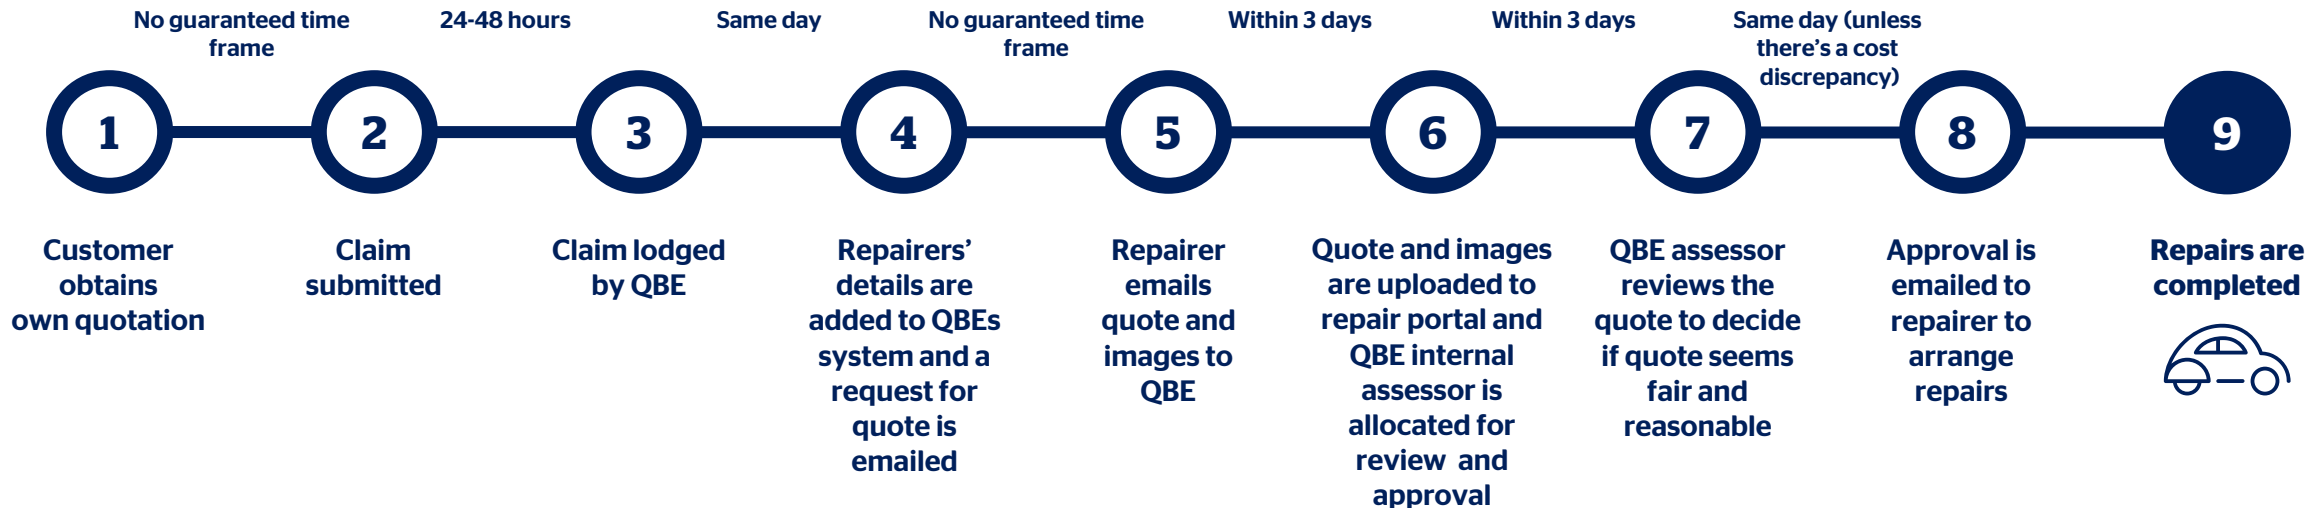 No guaranteed time
frame
24-48 hours
Same day
No guaranteed time
frame
Within 3 days
Within 3 days
Same day (unless
there’s a cost
discrepancy)
1
2
3
4
5
6
7
8
9
Customer
obtains
own quotation
Claim
submitted
Claim lodged
by QBE
Repairers’
details are
added to QBEs
system and a
request for
quote is
emailed
Repairer
emails
quote and
images to
QBE
Quote and images
are uploaded to
repair portal and
QBE internal
assessor is
allocated for
review and
approval
QBE assessor
reviews the
quote to decide
if quote seems
fair and
reasonable
Approval is
emailed to
repairer to
arrange
repairs
Repairs are
completed